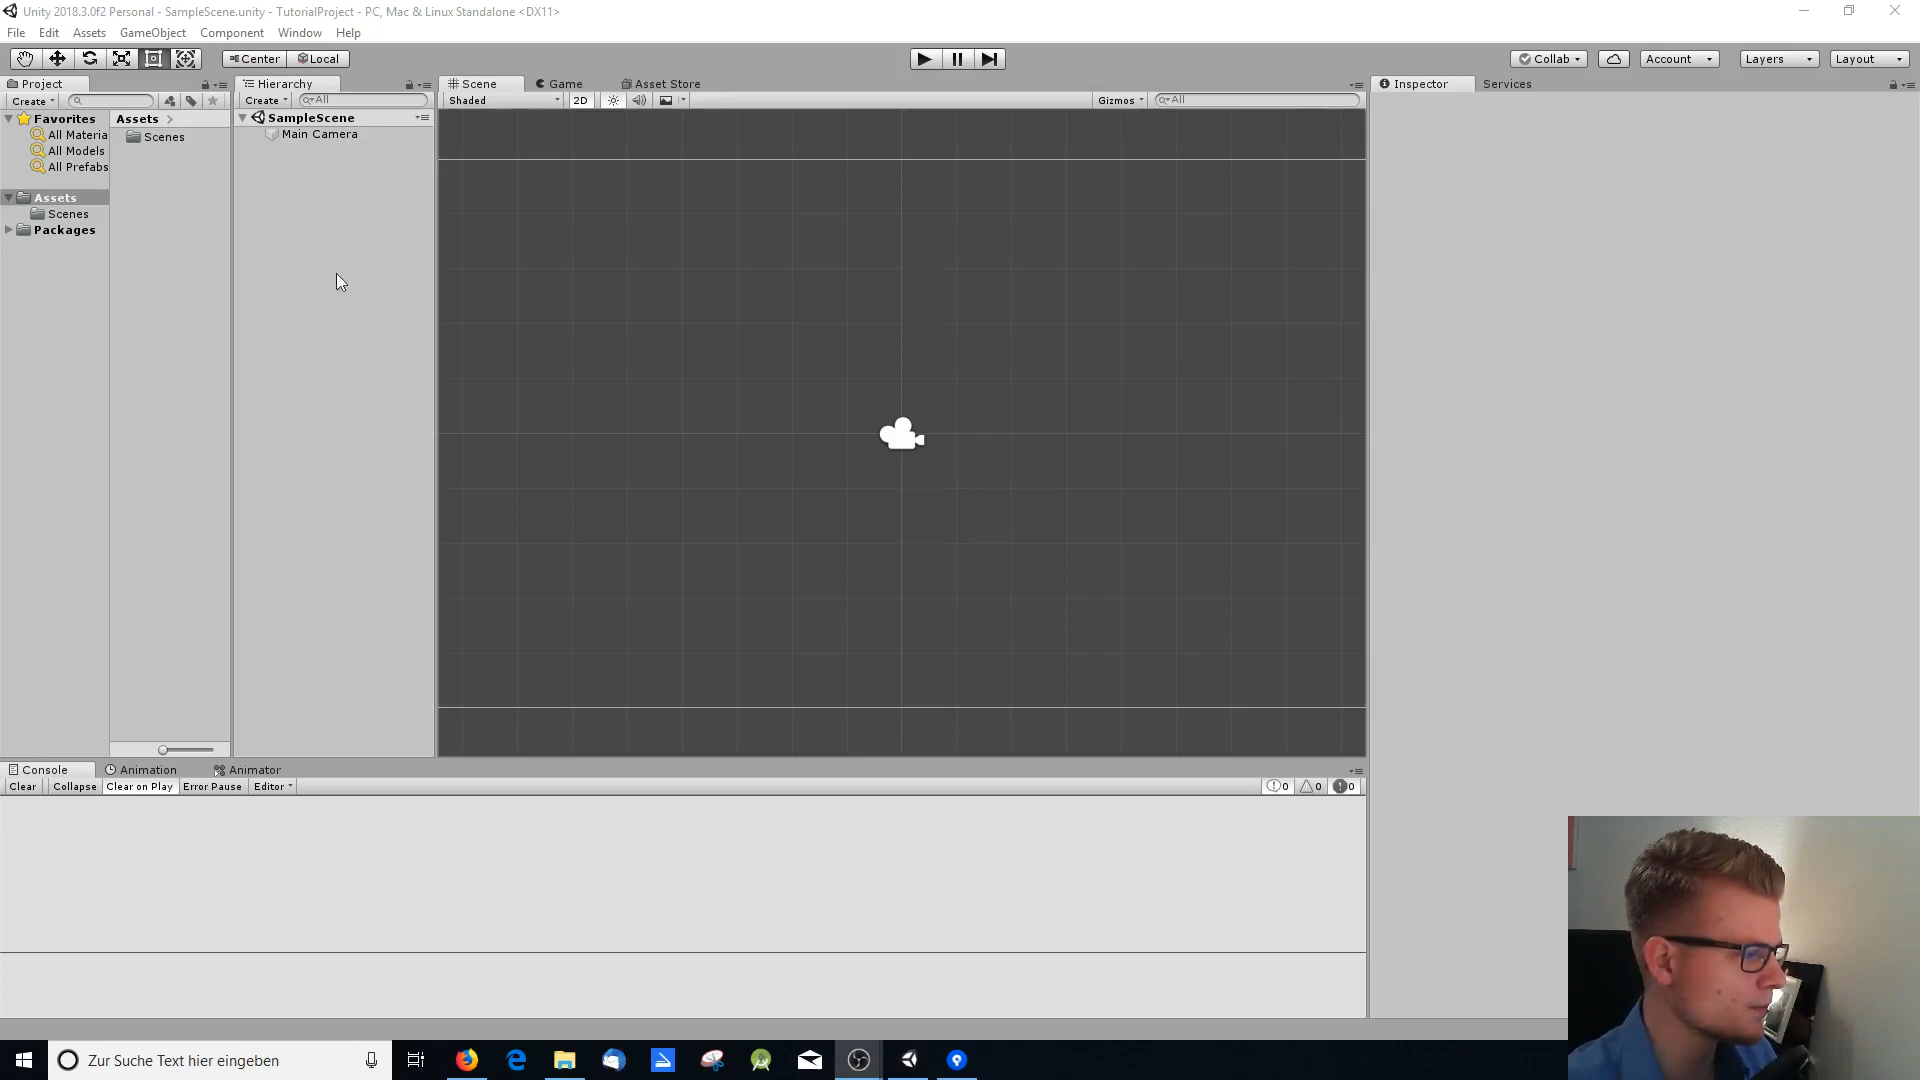 Unity 2018.3.0f2 Personal - SampleScene.unity - TutorialProject - PC, Mac & Linux Standalone <DX11>
File Edit Assets GameObject Component Window Help
Center Local Collab Account Layers Layout
Project Hierarchy Scene Game Asset Store Inspector Services
Create Create All Shaded 2D Gizmos All
Favorites Assets SampleScene
All Materia Scenes Main Camera
All Models
All Prefabs
Assets
Scenes
Packages
Console Animation Animator
Clear Collapse Clear on Play Error Pause Editor 0 0 0
Zur Suche Text hier eingeben